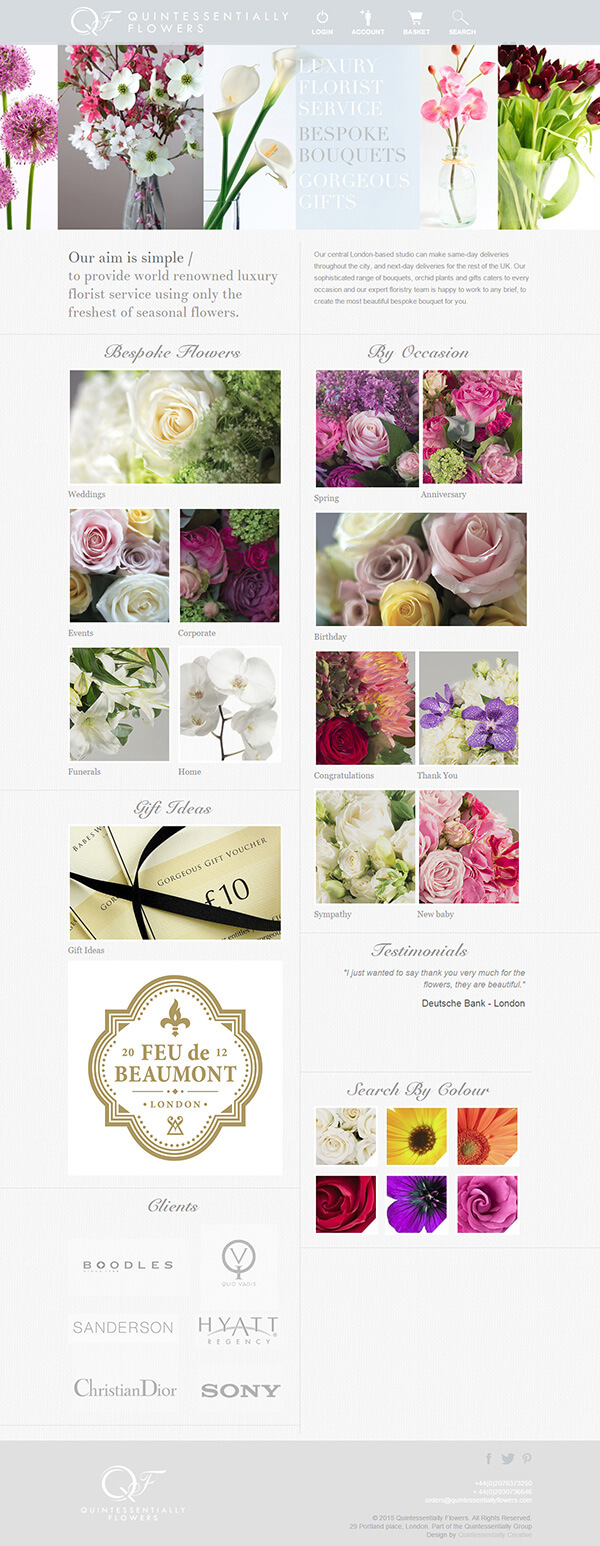 QF QUINTESSENTIALLY
FLOWERS
LOGIN
ACCOUNT
BASKET
SEARCH
LUXURY
FLORIST
SERVICE
BESPOKE
BOUQUETS
GORGEOUS
GIFTS
Our aim is simple /
to provide world renowned luxury
florist service using only the
freshest of seasonal flowers.
Our central London-based studio can make same-day deliveries
throughout the city, and next-day deliveries for the rest of the UK. Our
sophisticated range of bouquets, orchid plants and gifts caters to every
occasion and our expert floristry team is happy to work to any brief, to
create the most beautiful bespoke bouquet for you.
Bespoke Flowers
Weddings
Events
Corporate
Funerals
Home
By Occasion
Spring
Anniversary
Birthday
Congratulations
Thank You
Sympathy
New baby
Gift Ideas
GORGEOUS GIFT VOUCHER
£10
Gift Ideas
20 FEU de 12
BEAUMONT
· LONDON ·
Testimonials
"I just wanted to say thank you very much for the
flowers, they are beautiful."
Deutsche Bank - London
Search By Colour
Clients
BOODLES
QUO VADIS
SANDERSON
HYATT
REGENCY
ChristianDior
SONY
QF
QUINTESSENTIALLY
FLOWERS
+44(0)2076373250
+44(0)2030736646
orders@quintessentiallyflowers.com
© 2015 Quintessentially Flowers. All Rights Reserved.
29 Portland place, London. Part of the Quintessentially Group
Design by Quintessentially Creative